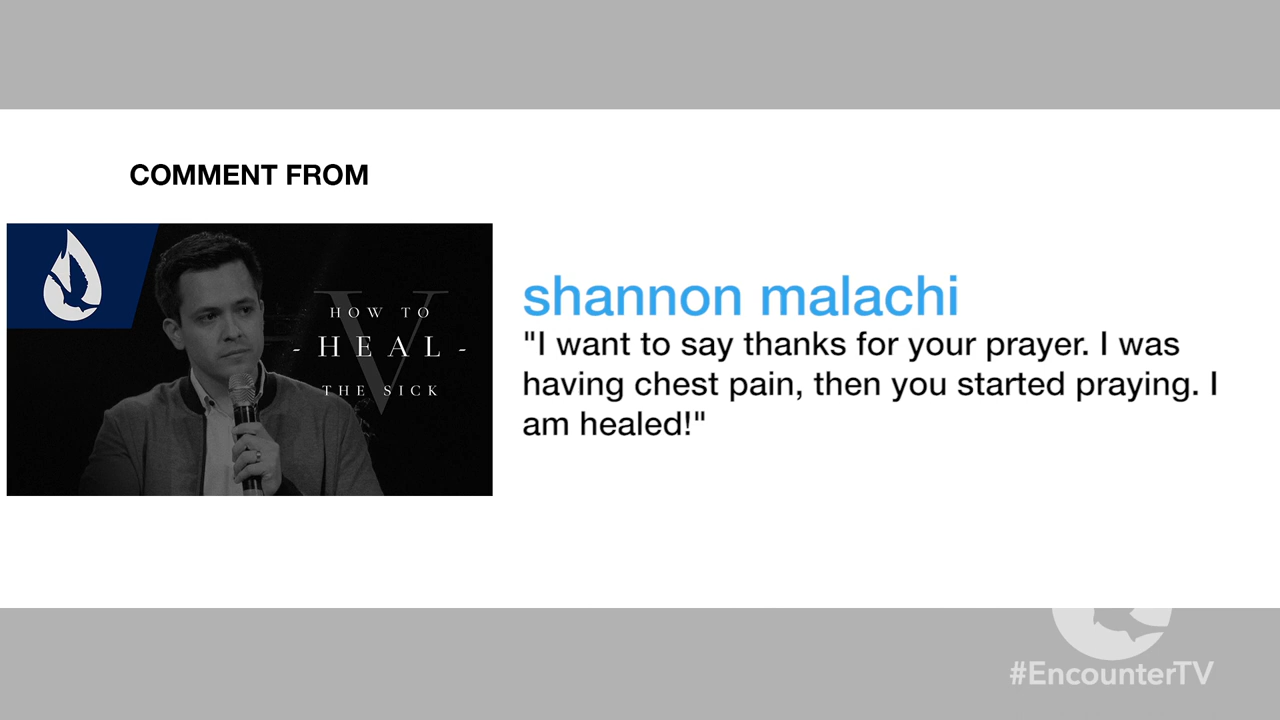 COMMENT FROM
V
HOW TO
- HEAL -
THE SICK
shannon malachi
"I want to say thanks for your prayer. I was
having chest pain, then you started praying. I
am healed!"
#EncounterTV